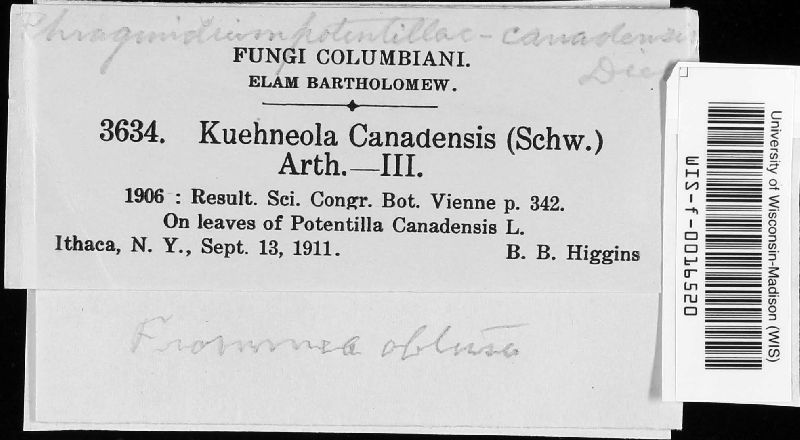 Phragmidium potentillae-canadensis
Diet
FUNGI COLUMBIANI.
ELAM BARTHOLOMEW.
3634. Kuehneola Canadensis (Schw.)
Arth.—III.
1906 : Result. Sci. Congr. Bot. Vienne p. 342.
On leaves of Potentilla Canadensis L.
Ithaca, N. Y., Sept. 13, 1911. B. B. Higgins
Frommea obtusa
University of Wisconsin-Madison (WIS)
WIS-f-0016520